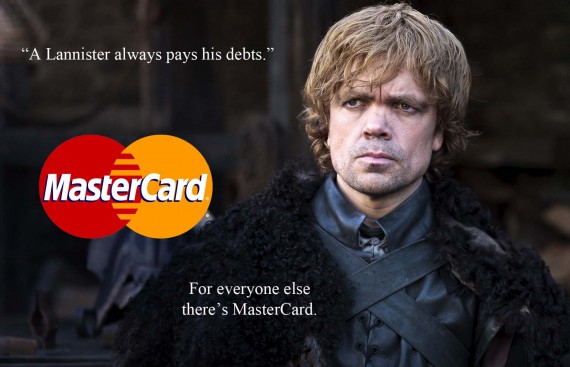 “A Lannister always pays his debts.”
MasterCard
For everyone else
there’s MasterCard.